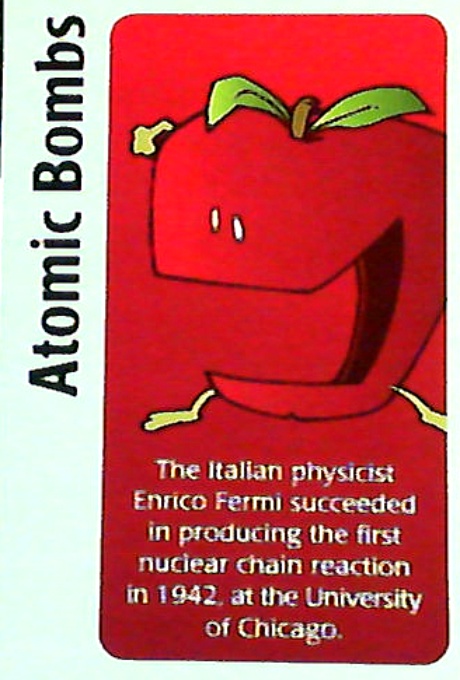 Atomic Bombs
The Italian physicist
Enrico Fermi succeeded
in producing the first
nuclear chain reaction
in 1942, at the University
of Chicago.